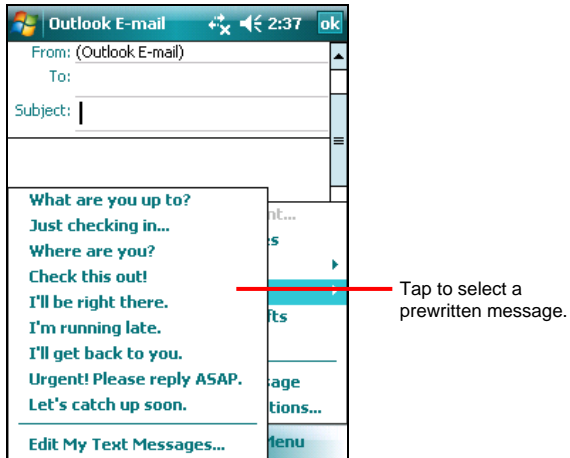 Outlook E-mail 2:37 ok
From: (Outlook E-mail)
To:
Subject:
What are you up to?
Just checking in...
Where are you?
Check this out!
I'll be right there.
I'm running late.
I'll get back to you.
Urgent! Please reply ASAP.
Let's catch up soon.
Edit My Text Messages...
Tap to select a
prewritten message.